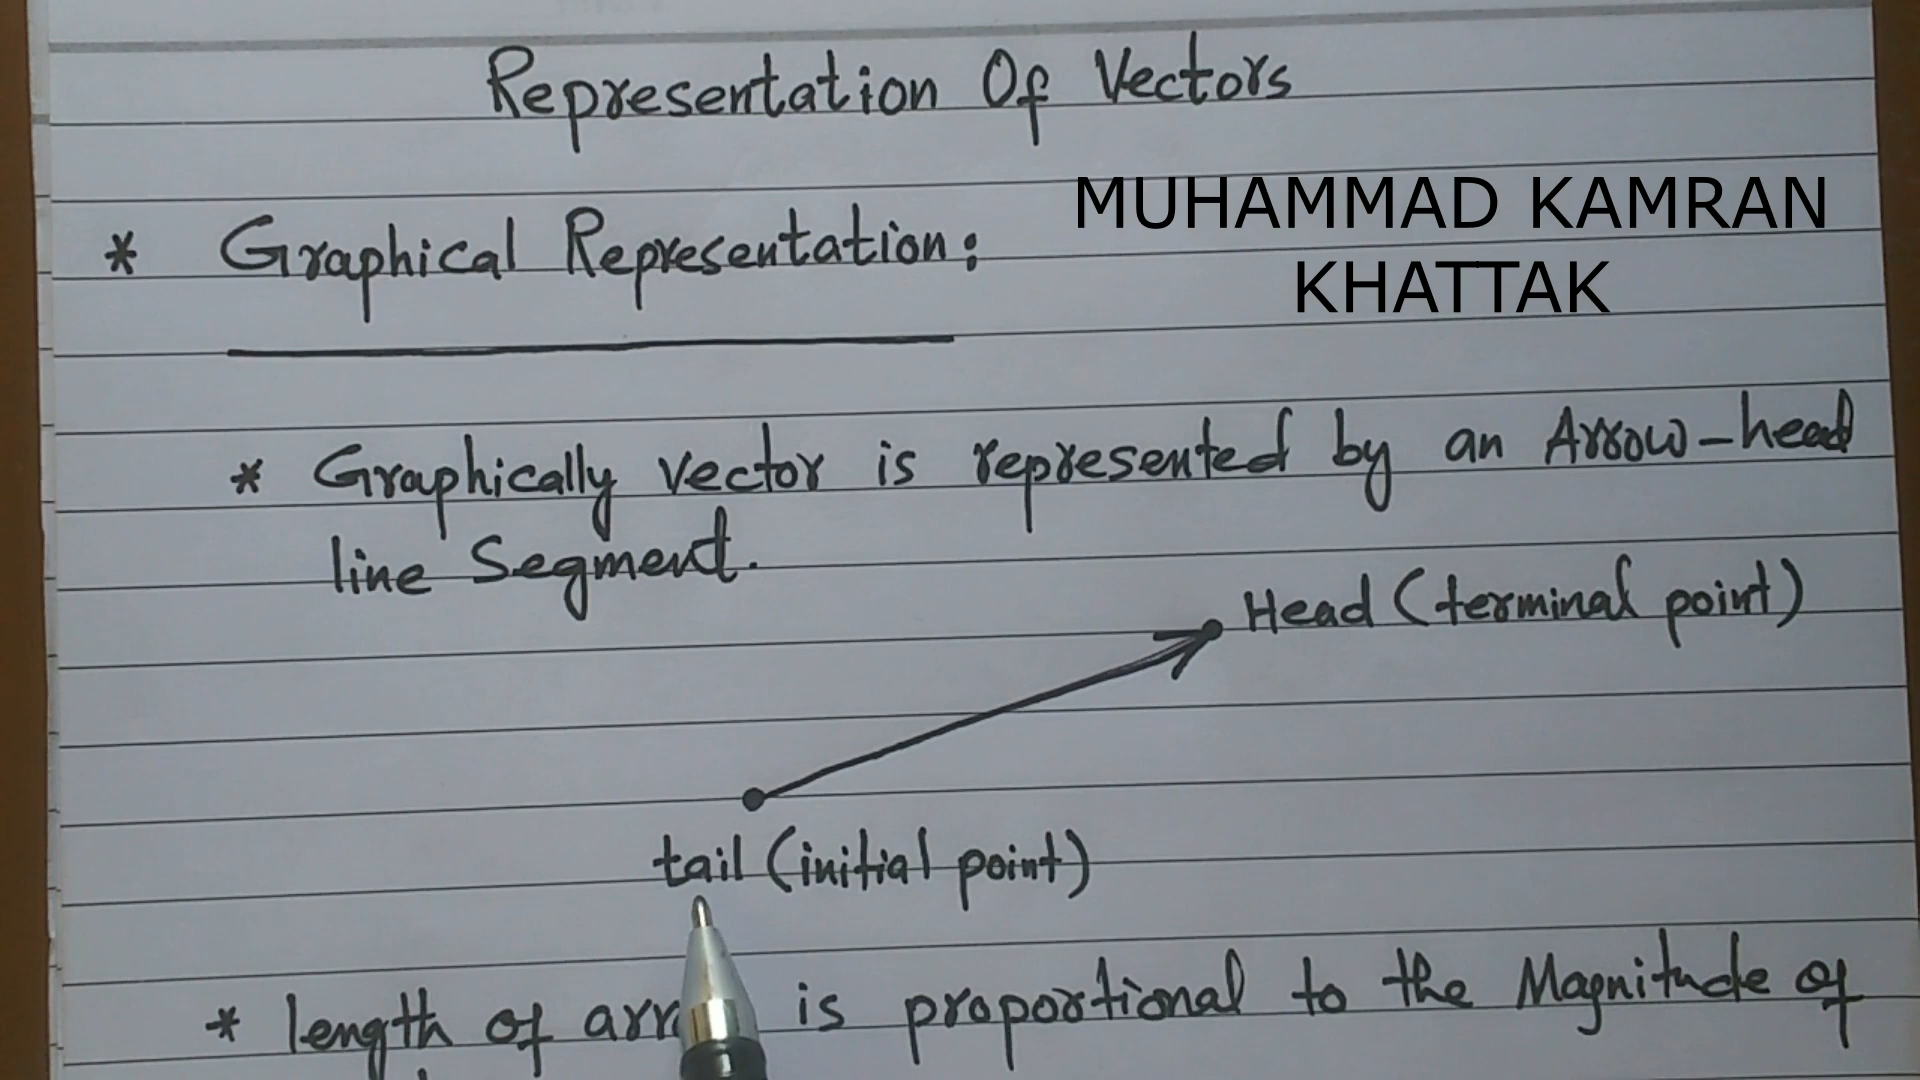 Representation Of Vectors
MUHAMMAD KAMRAN
KHATTAK
* Graphical Representation:
* Graphically vector is represented by an Arrow-head
line Segment.
Head (terminal point)
tail (initial point)
* length of is proportional to the Magnitude of